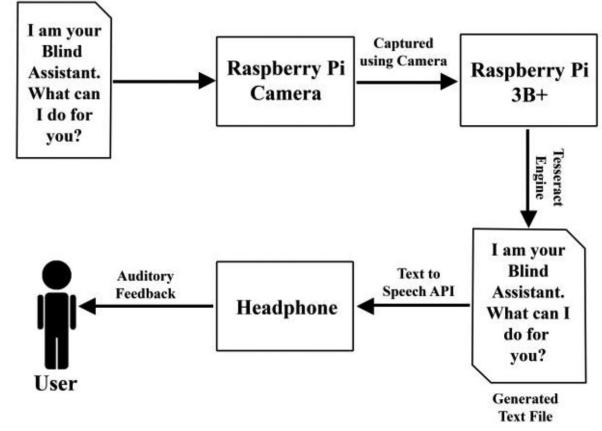 I am your
Blind
Assistant.
What can
I do for
you?
Raspberry Pi
Camera
Captured
using Camera
Raspberry Pi
3B+
Tesseract
Engine
I am your
Blind
Assistant.
What can I
do for
you?
Generated
Text File
Text to
Speech API
Headphone
Auditory
Feedback
User